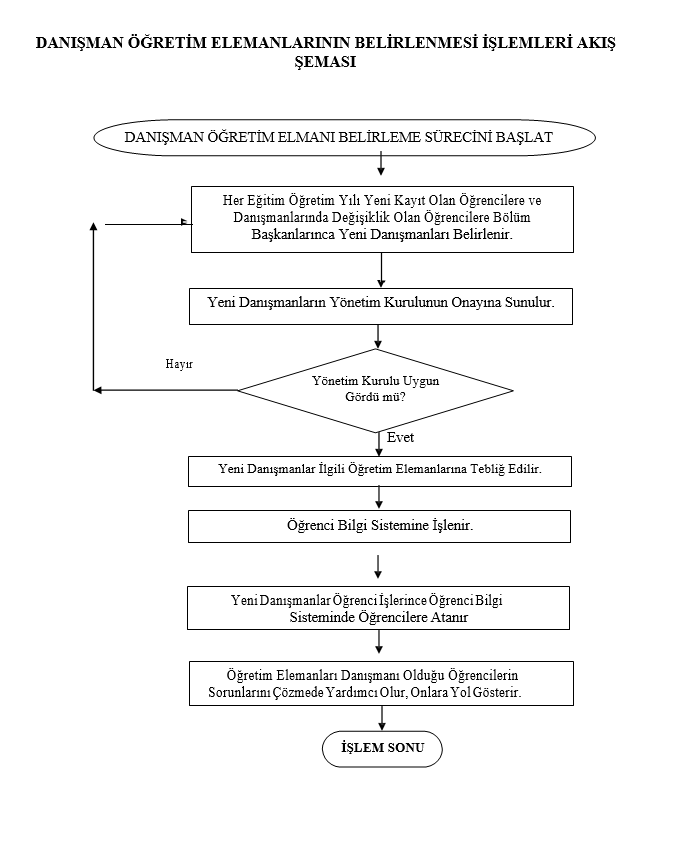 DANIŞMAN ÖĞRETİM ELEMANLARININ BELİRLENMESİ İŞLEMLERİ AKIŞ
ŞEMASI
DANIŞMAN ÖĞRETİM ELMANI BELİRLEME SÜRECİNİ BAŞLAT
Her Eğitim Öğretim Yılı Yeni Kayıt Olan Öğrencilere ve
Danışmanlarında Değişiklik Olan Öğrencilere Bölüm
Başkanlarınca Yeni Danışmanları Belirlenir.
Yeni Danışmanların Yönetim Kurulunun Onayına Sunulur.
Hayır
Yönetim Kurulu Uygun
Gördü mü?
Evet
Yeni Danışmanlar İlgili Öğretim Elemanlarına Tebliğ Edilir.
Öğrenci Bilgi Sistemine İşlenir.
Yeni Danışmanlar Öğrenci İşlerince Öğrenci Bilgi
Sisteminde Öğrencilere Atanır
Öğretim Elemanları Danışmanı Olduğu Öğrencilerin
Sorunlarını Çözmede Yardımcı Olur, Onlara Yol Gösterir.
İŞLEM SONU